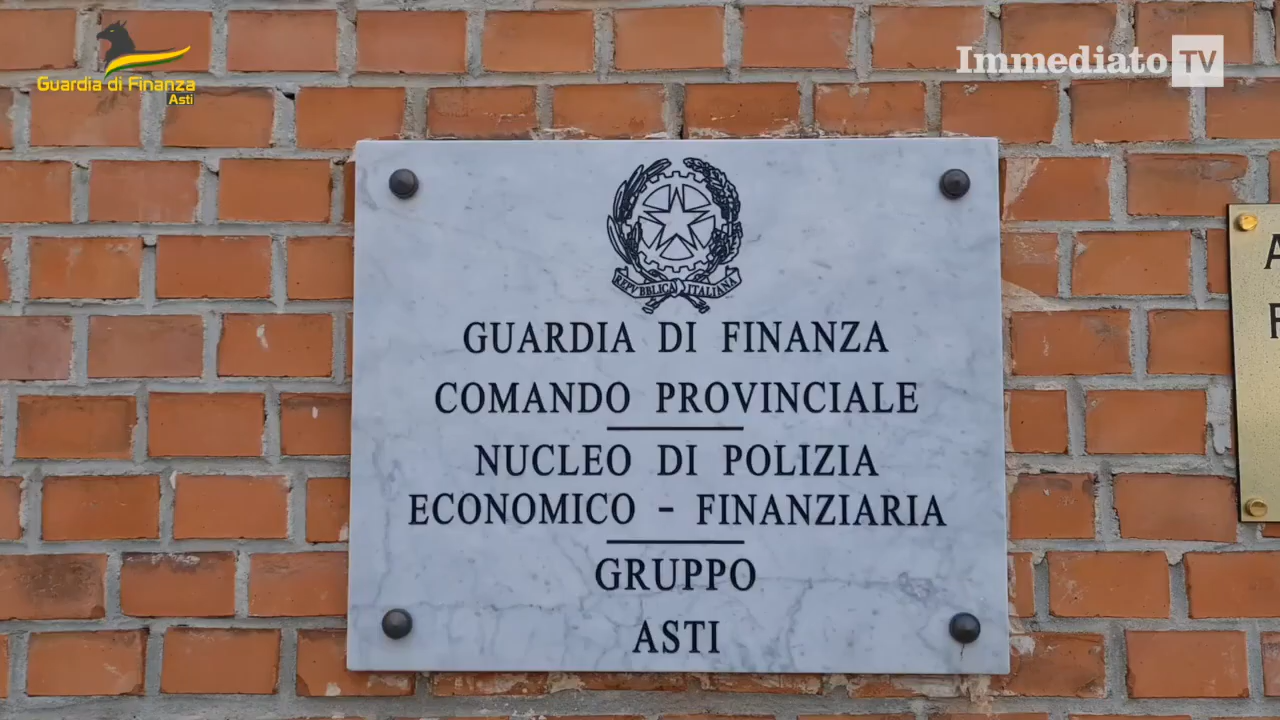 Guardia di Finanza
Asti
Immediato TV
REPVBBLICA ITALIANA
GUARDIA DI FINANZA
COMANDO PROVINCIALE
NUCLEO DI POLIZIA
ECONOMICO - FINANZIARIA
GRUPPO
ASTI